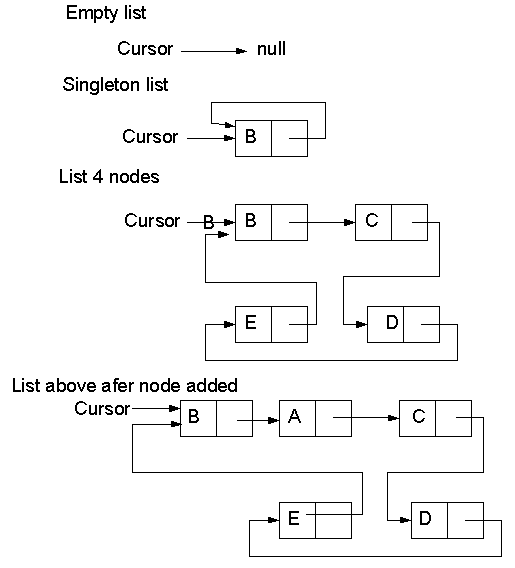 Empty list
Cursor null
Singleton list
Cursor B
List 4 nodes
Cursor B B C
E D
List above afer node added
Cursor B A C
E D